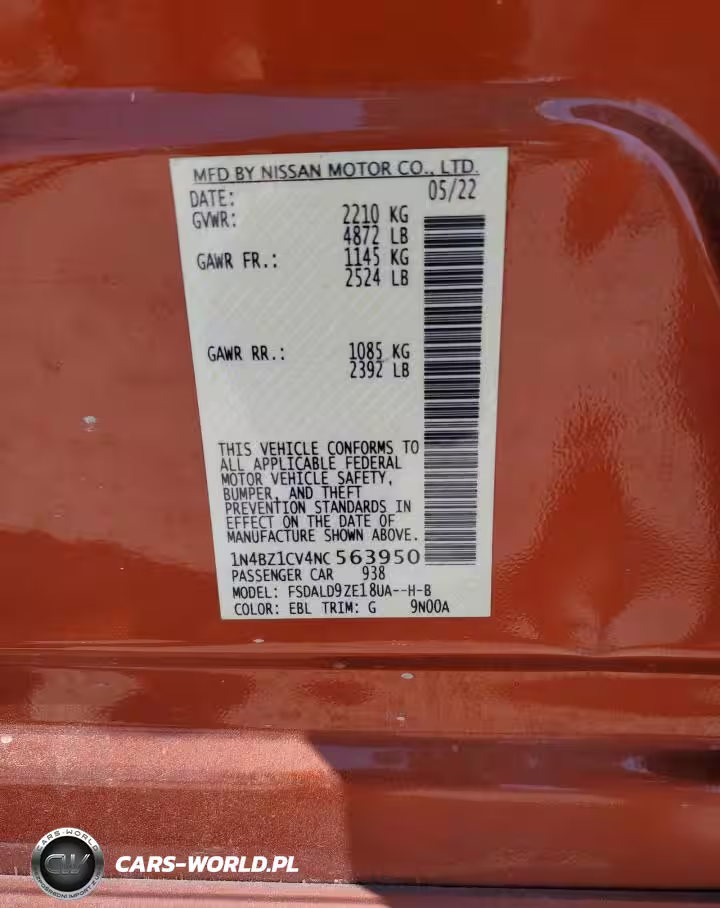 MFD BY NISSAN MOTOR CO., LTD.
DATE: 05/22
GVWR: 2210 KG
4872 LB
GAWR FR.: 1145 KG
2524 LB
GAWR RR.: 1085 KG
2392 LB
THIS VEHICLE CONFORMS TO
ALL APPLICABLE FEDERAL
MOTOR VEHICLE SAFETY,
BUMPER, AND THEFT
PREVENTION STANDARDS IN
EFFECT ON THE DATE OF
MANUFACTURE SHOWN ABOVE.
1N4BZ1CV4NC563950
PASSENGER CAR 938
MODEL: FSDALD9ZE18UA--H-B
COLOR: EBL TRIM: G 9N00A
CARS-WORLD
CW
CARS-WORLD.PL